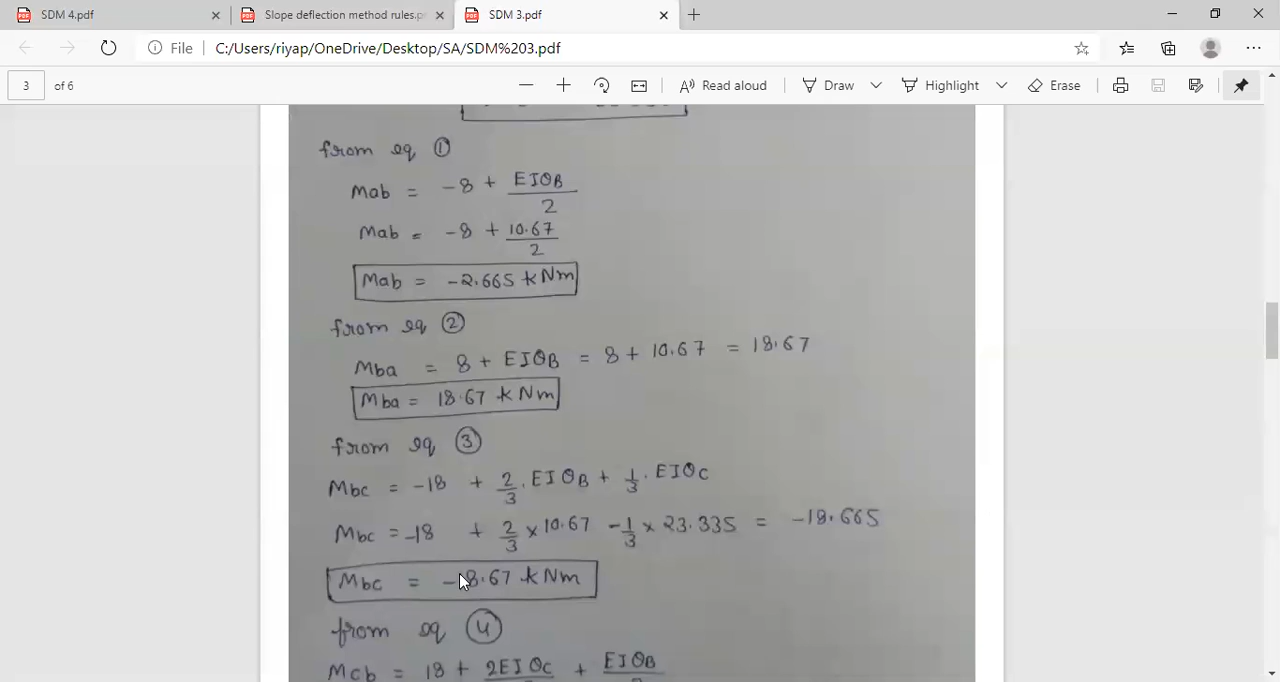 SDM 4.pdf
Slope deflection method rules.p
SDM 3.pdf
File C:/Users/riyap/OneDrive/Desktop/SA/SDM%203.pdf
3 of 6 Read aloud Draw Highlight Erase
from eq ①
Mab = -8 + EIθB/2
Mab = -8 + 10.67/2
Mab = -2.665 kNm
from eq ②
Mba = 8 + EIθB = 8 + 10.67 = 18.67
Mba = 18.67 kNm
from eq ③
Mbc = -18 + 2/3 . EIθB + 1/3 . EIθC
Mbc = -18 + 2/3 × 10.67 - 1/3 × 23.335 = -18.665
Mbc = -18.67 kNm
from eq ④
Mcb = 18 + 2EIθC + EIθB